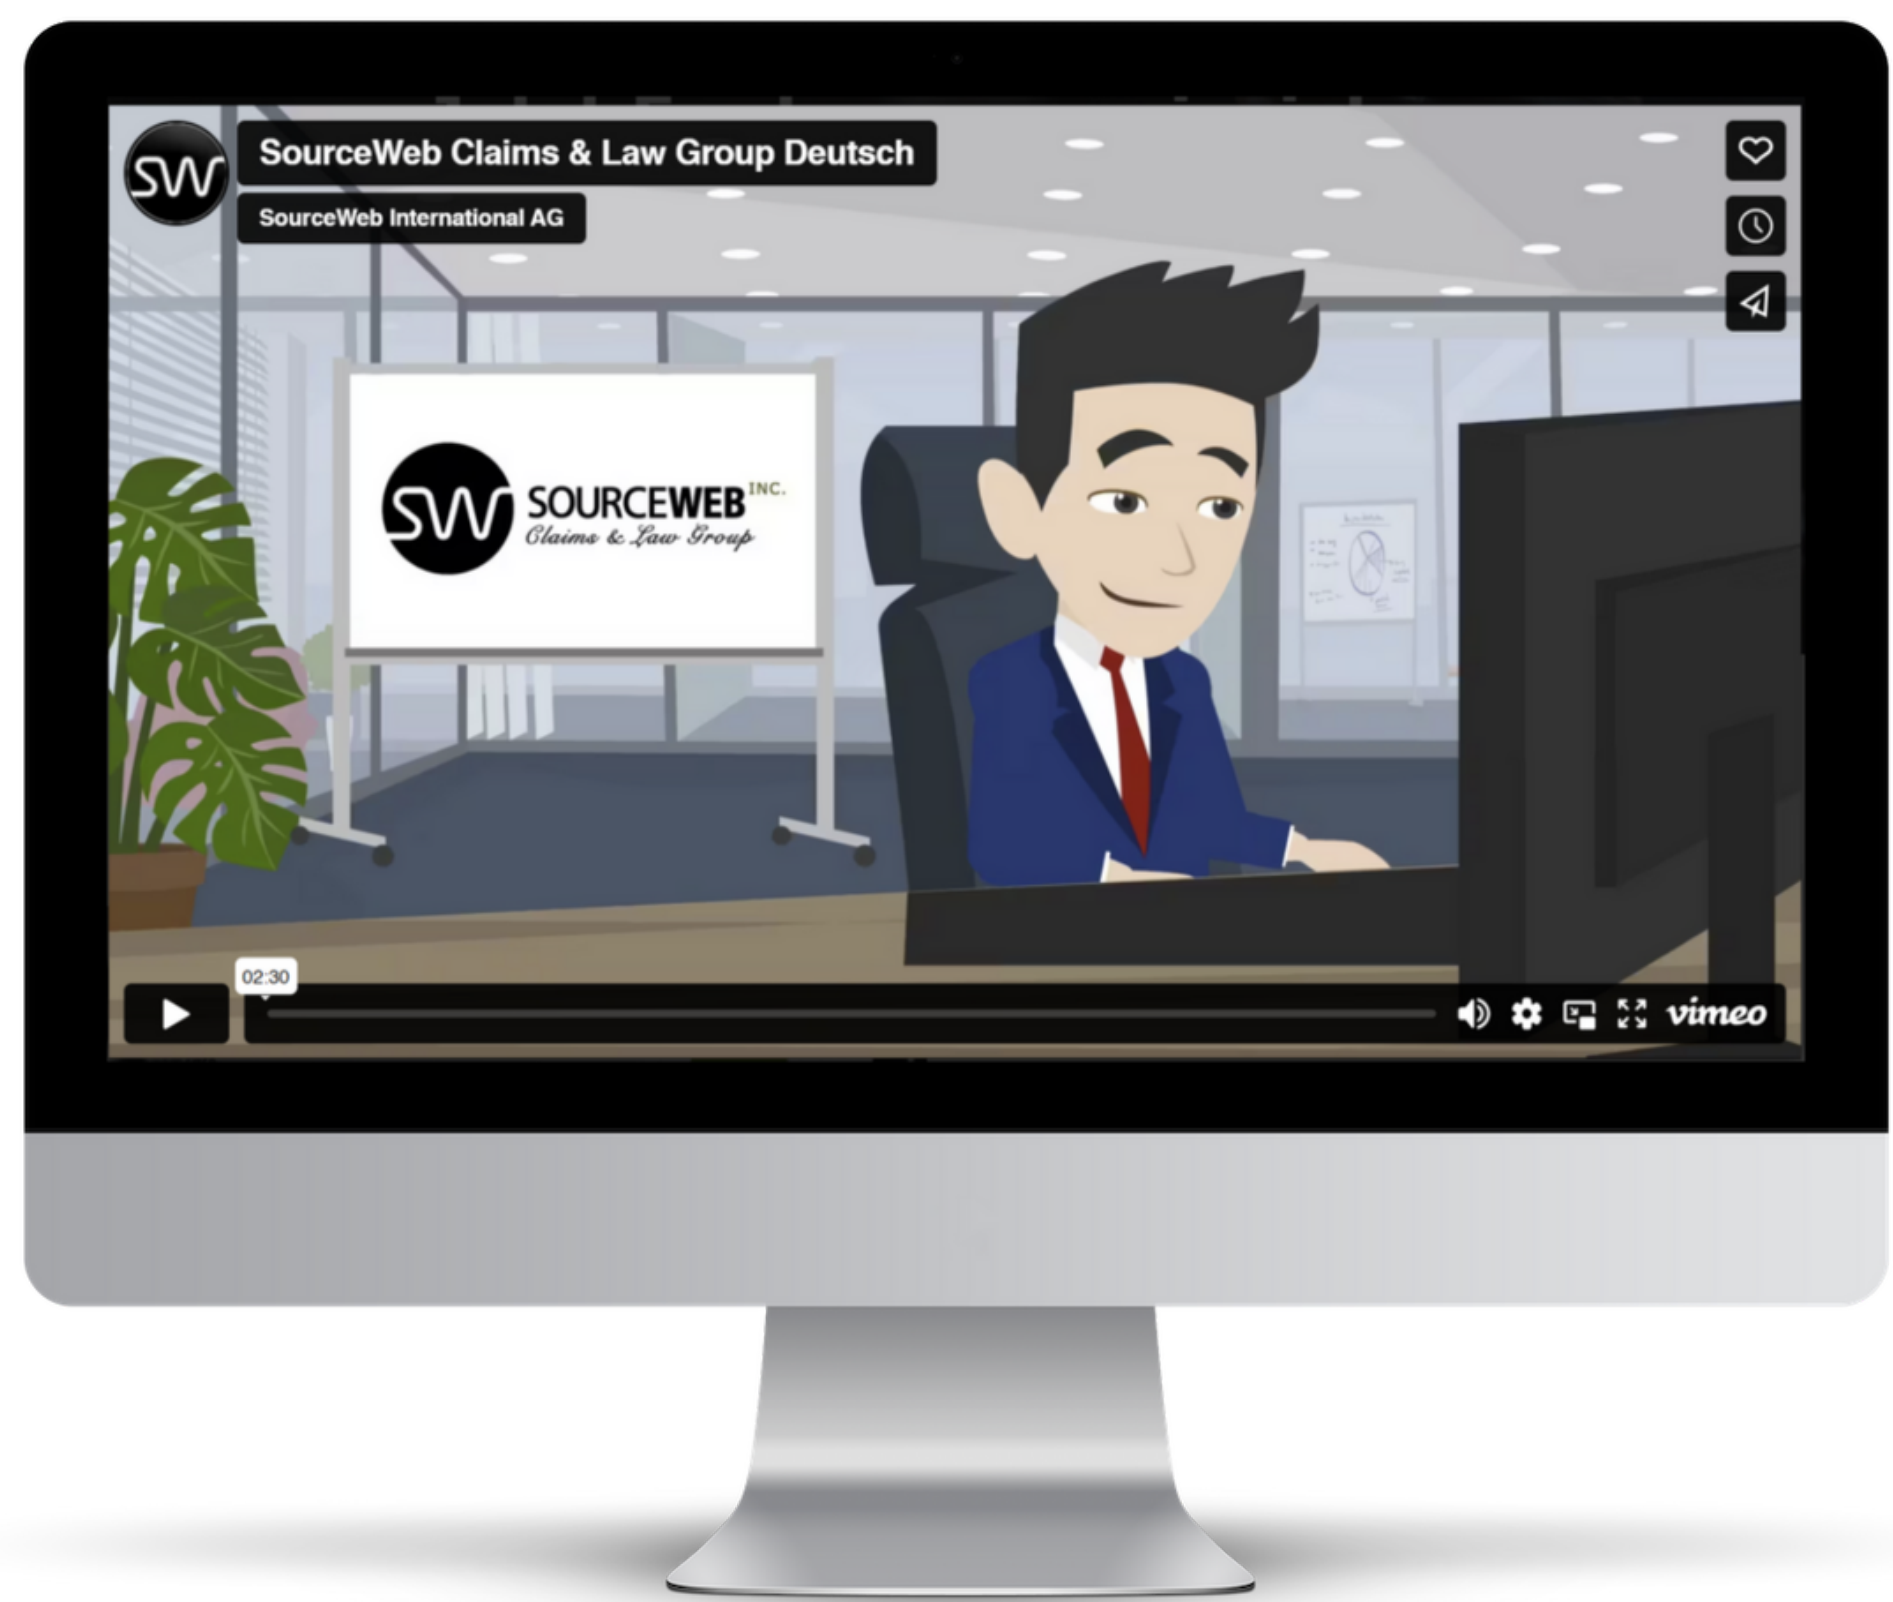 SW
SourceWeb Claims & Law Group Deutsch
SourceWeb International AG
SW
SOURCEWEB INC.
Claims & Law Group
02:30
vimeo